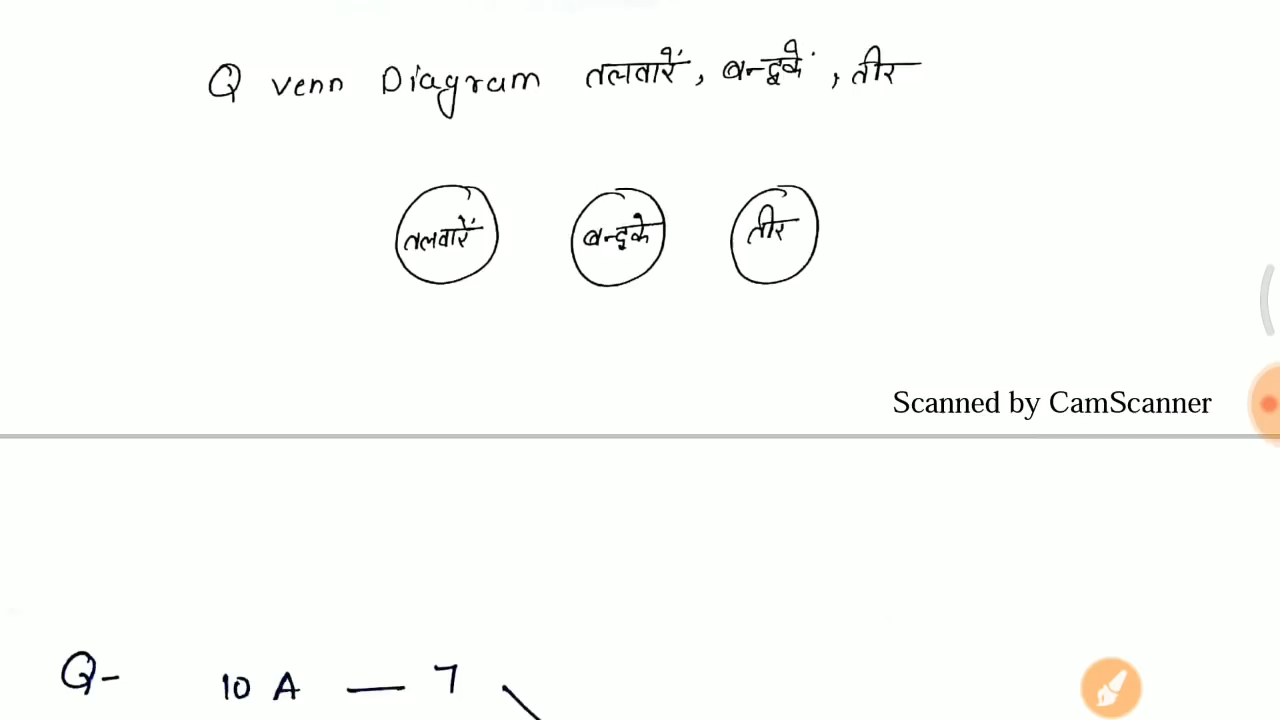 Q venn Diagram तलवारें, बन्दूकें, तीर
तलवारें बन्दूके तीर
Scanned by CamScanner
Q- 10 A — 7